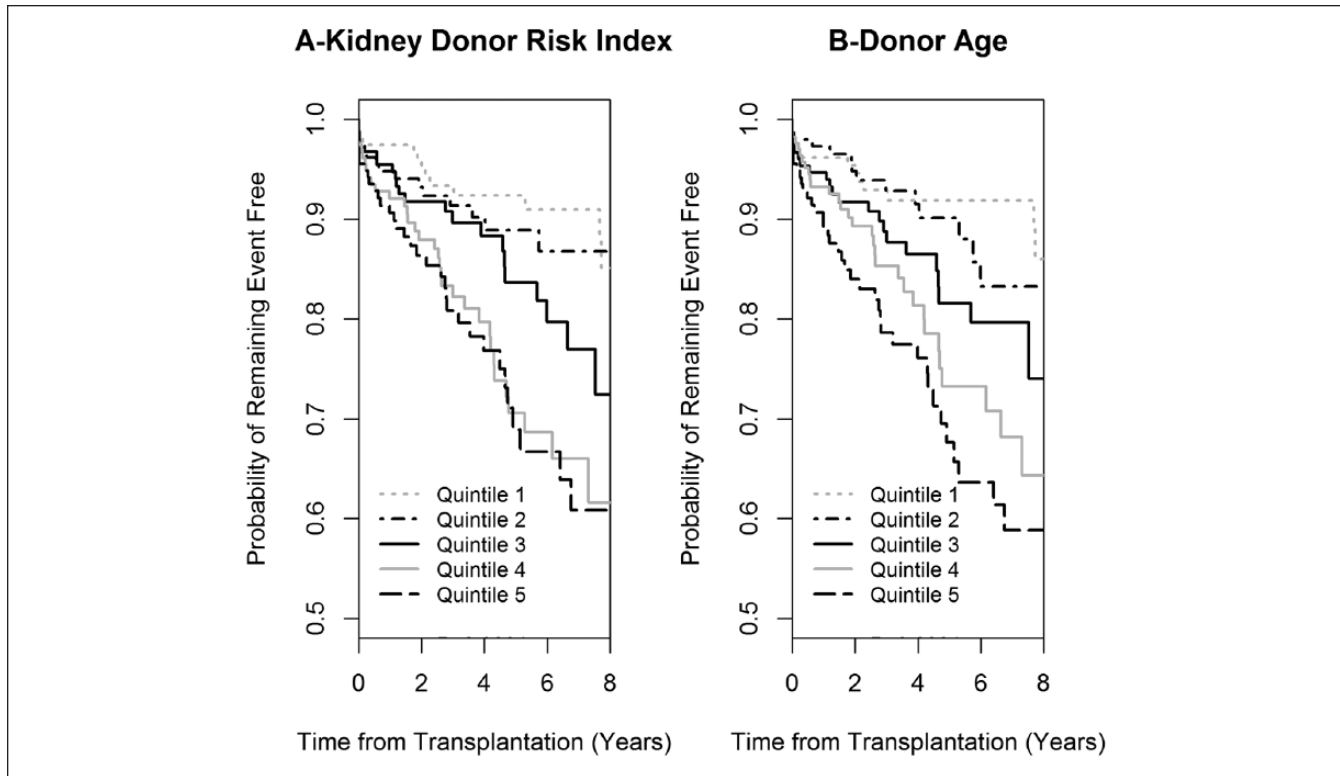 A-Kidney Donor Risk Index
B-Donor Age
Probability of Remaining Event Free
1.0
0.9
0.8
0.7
0.6
0.5
Quintile 1
Quintile 2
Quintile 3
Quintile 4
Quintile 5
0 2 4 6 8
Time from Transplantation (Years)
Probability of Remaining Event Free
1.0
0.9
0.8
0.7
0.6
0.5
Quintile 1
Quintile 2
Quintile 3
Quintile 4
Quintile 5
0 2 4 6 8
Time from Transplantation (Years)